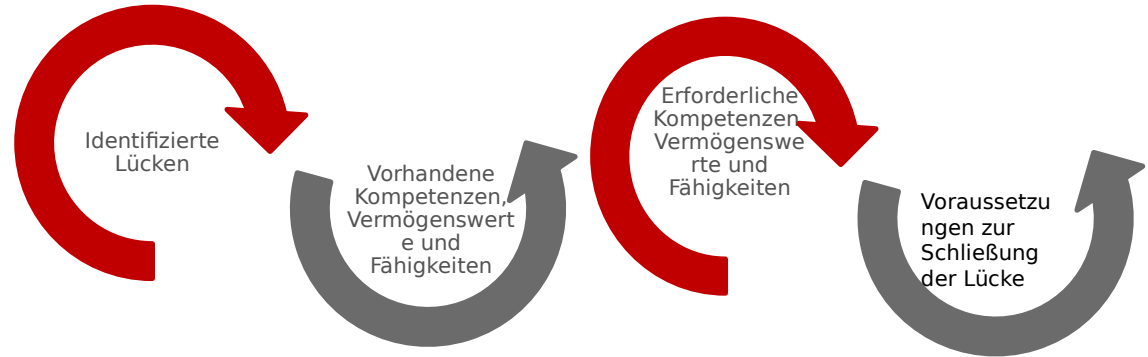 Identifizierte
Lücken
Vorhandene
Kompetenzen,
Vermögenswert
e und
Fähigkeiten
Erforderliche
Kompetenzen,
Vermögenswe
rte und
Fähigkeiten
Voraussetzu
ngen zur
Schließung
der Lücke